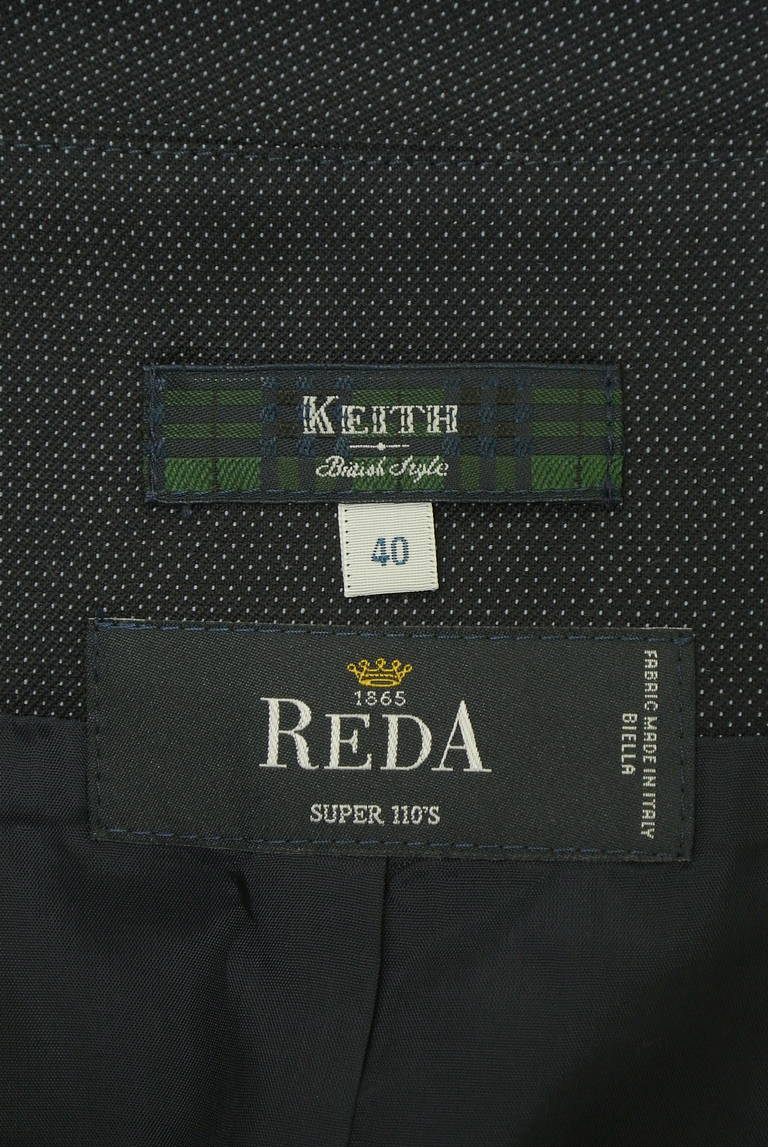 KEITH
British Style
40
1865
REDA
SUPER 110'S
FABRIC MADE IN ITALY
BIELLA